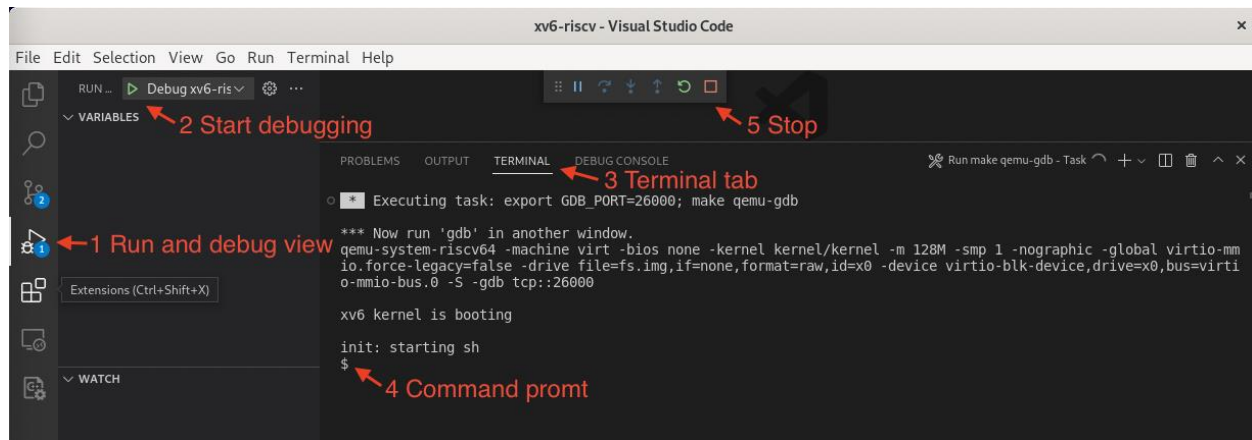 xv6-riscv - Visual Studio Code
File Edit Selection View Go Run Terminal Help
RUN ... Debug xv6-ris
VARIABLES
2 Start debugging
5 Stop
PROBLEMS OUTPUT TERMINAL DEBUG CONSOLE Run make qemu-gdb - Task
3 Terminal tab
* Executing task: export GDB_PORT=26000; make qemu-gdb
2
*** Now run 'gdb' in another window.
1 1 Run and debug view
qemu-system-riscv64 -machine virt -bios none -kernel kernel/kernel -m 128M -smp 1 -nographic -global virtio-mm
io.force-legacy=false -drive file=fs.img,if=none,format=raw,id=x0 -device virtio-blk-device,drive=x0,bus=virti
o-mmio-bus.0 -S -gdb tcp::26000
Extensions (Ctrl+Shift+X)
xv6 kernel is booting
init: starting sh
$
4 Command promt
WATCH